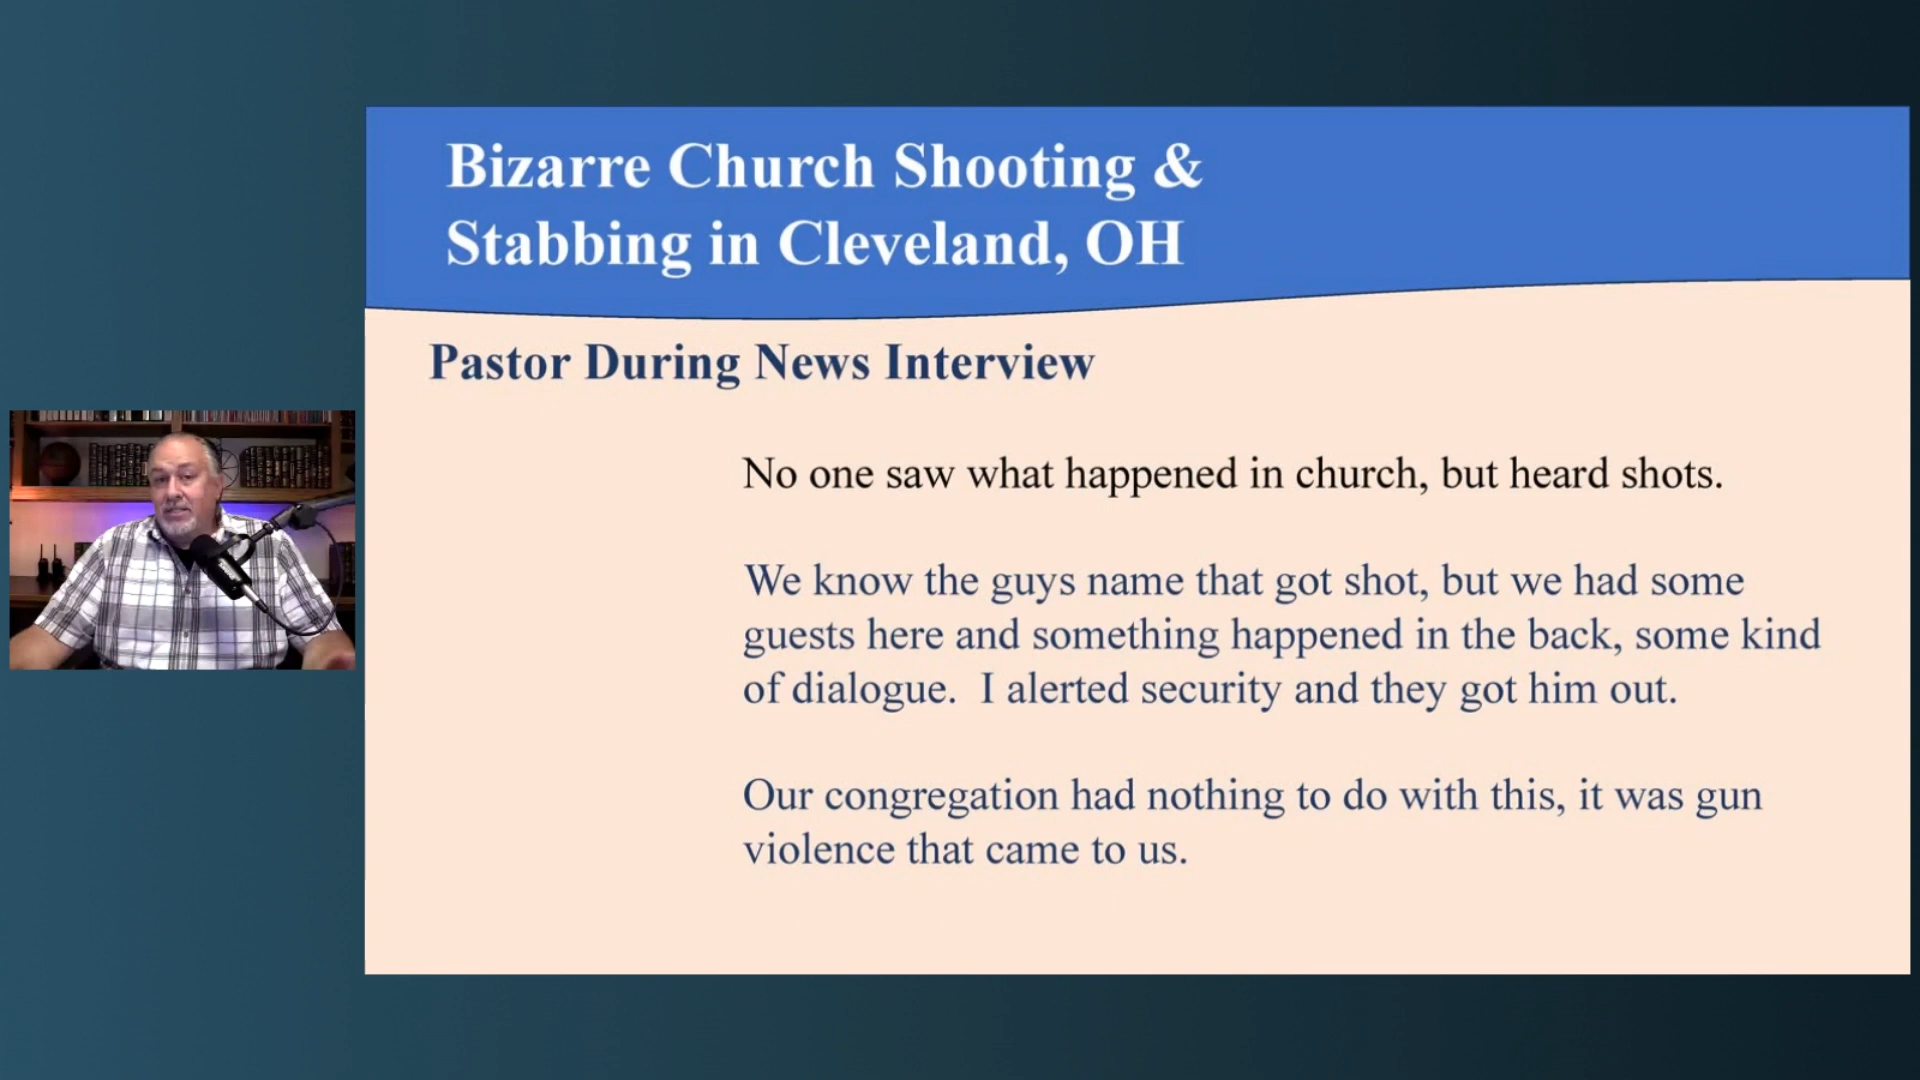 Bizarre Church Shooting &
Stabbing in Cleveland, OH
Pastor During News Interview
No one saw what happened in church, but heard shots.
We know the guys name that got shot, but we had some
guests here and something happened in the back, some kind
of dialogue.  I alerted security and they got him out.
Our congregation had nothing to do with this, it was gun
violence that came to us.